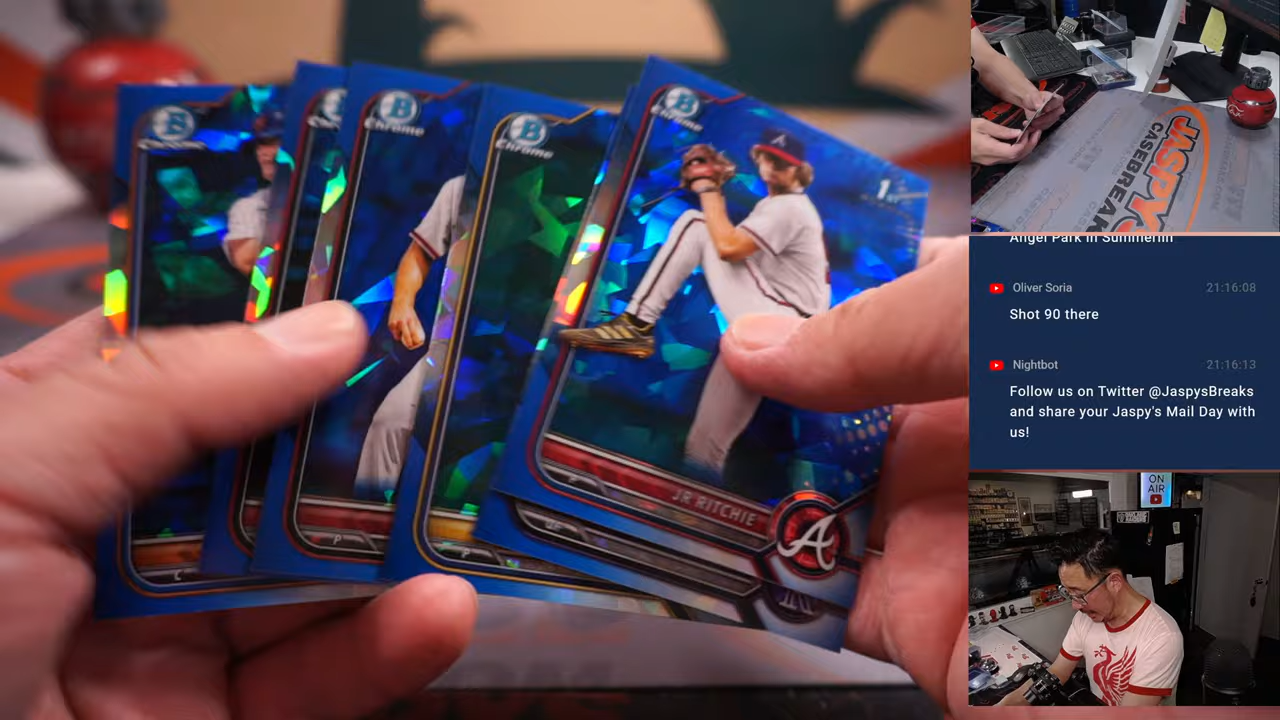 B
Chrome
B
Chrome
B
Chrome
1st
A
JR RITCHIE
A
P
P
C
JASPY'S
CASEBREAKS
Angel Park in Summerlin
Oliver Soria
21:16:08
Shot 90 there
Nightbot
21:16:13
Follow us on Twitter @JaspysBreaks
and share your Jaspy's Mail Day with
us!
ON
AIR